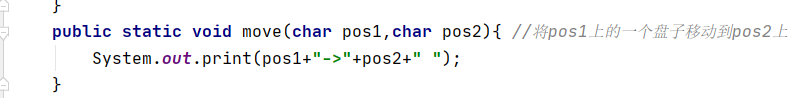 }
public static void move(char pos1,char pos2){ //将pos1上的一个盘子移动到pos2上
System.out.print(pos1+"->"+pos2+" ");
}